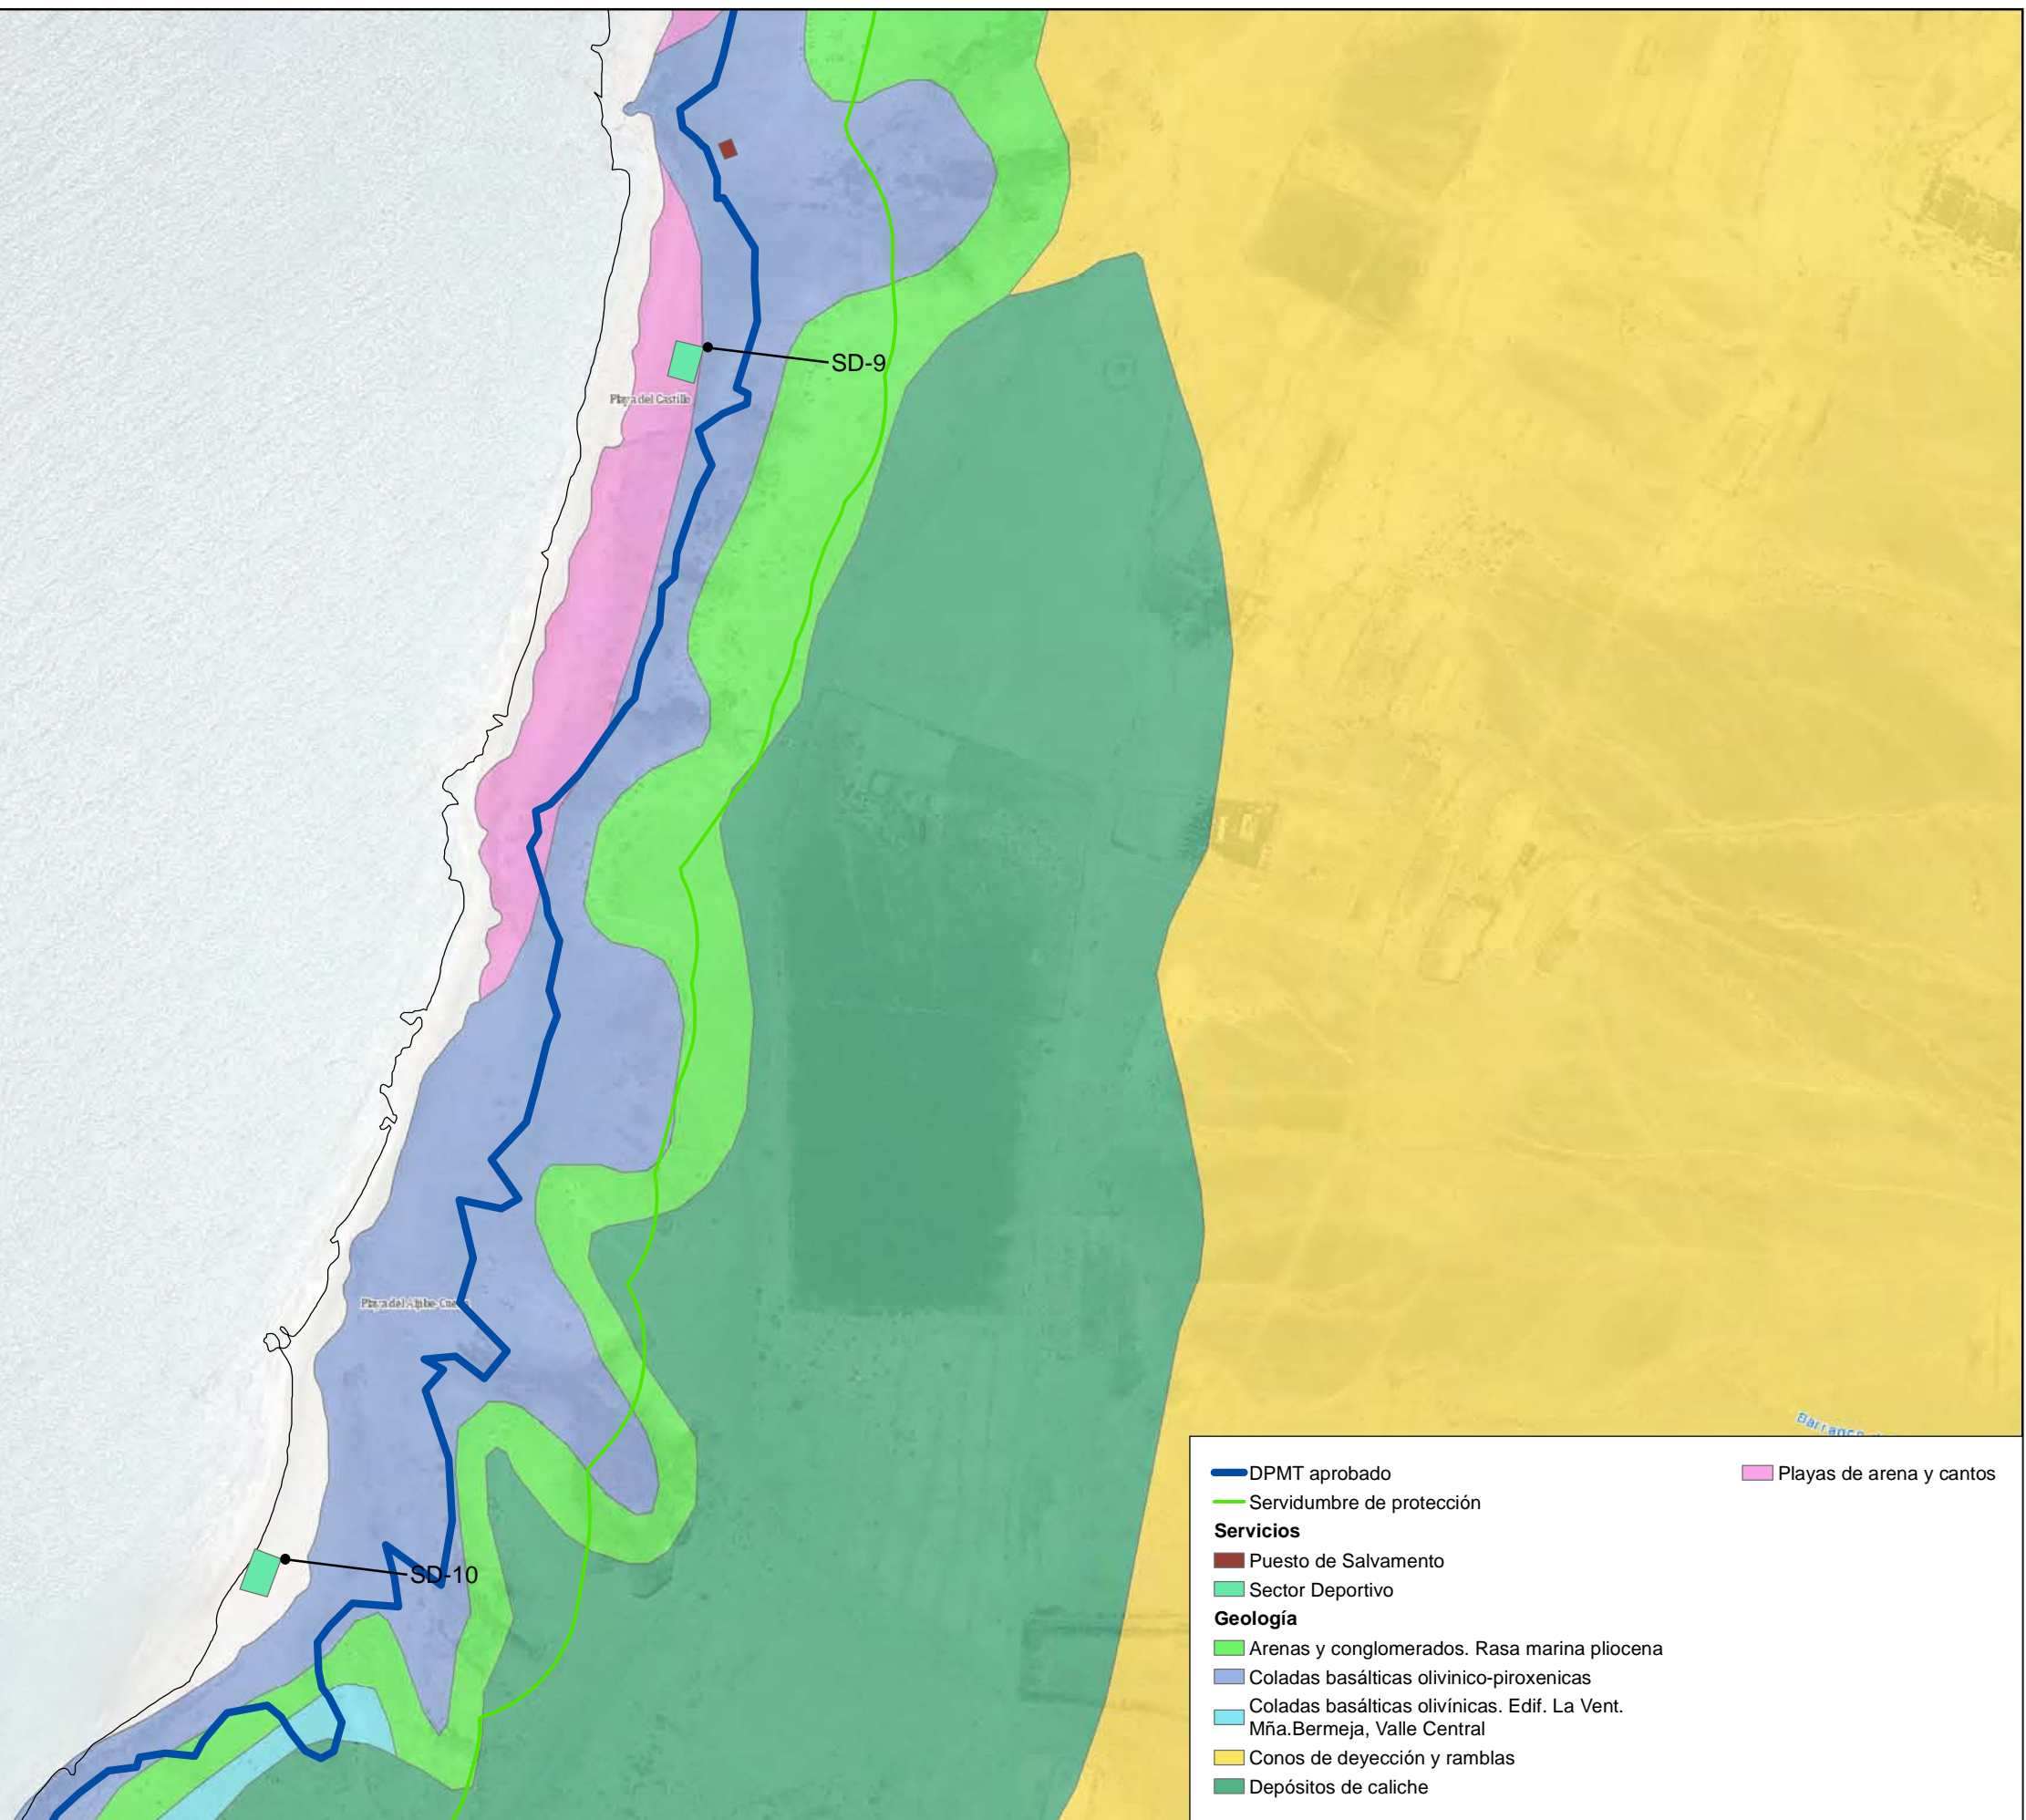 SD-9
Playa del Castillo
SD-10
DPMT aprobado
Servidumbre de protección
Servicios
Puesto de Salvamento
Sector Deportivo
Geología
Arenas y conglomerados. Rasa marina pliocena
Coladas basálticas olivinico-piroxenicas
Coladas basálticas olivínicas. Edif. La Vent.
Mña.Bermeja, Valle Central
Conos de deyección y ramblas
Depósitos de caliche
Playas de arena y cantos